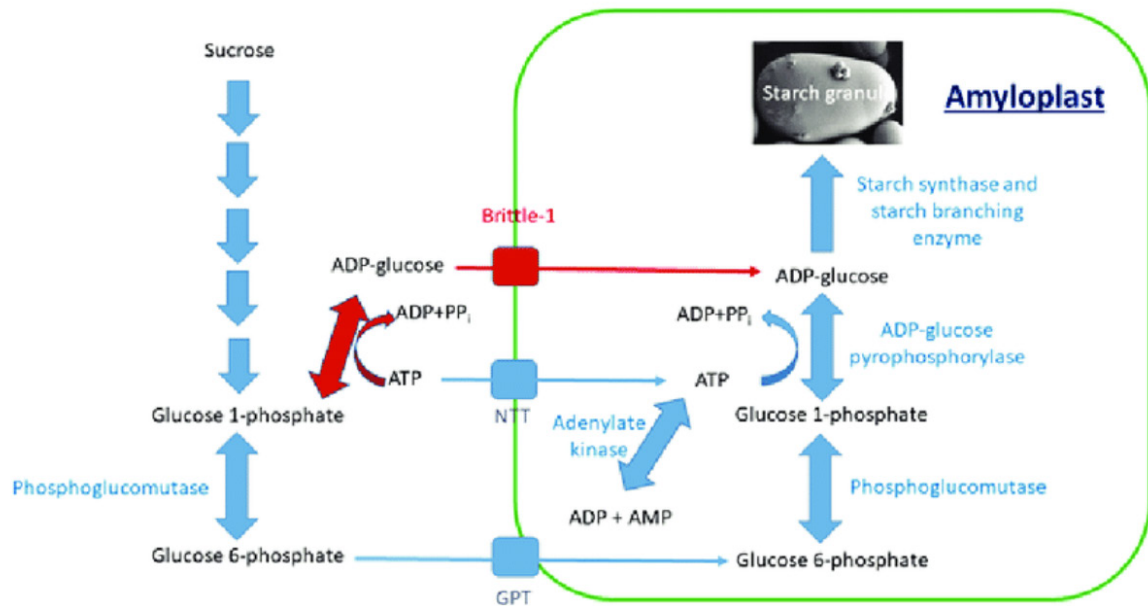 Sucrose
Starch granul
Amyloplast
Starch synthase and
starch branching
enzyme
Brittle-1
ADP-glucose
ADP-glucose
ADP+PPi
ADP+PPi
ADP-glucose
pyrophosphorylase
ATP
ATP
Glucose 1-phosphate
NTT
Adenylate
kinase
Glucose 1-phosphate
Phosphoglucomutase
Phosphoglucomutase
ADP + AMP
Glucose 6-phosphate
Glucose 6-phosphate
GPT